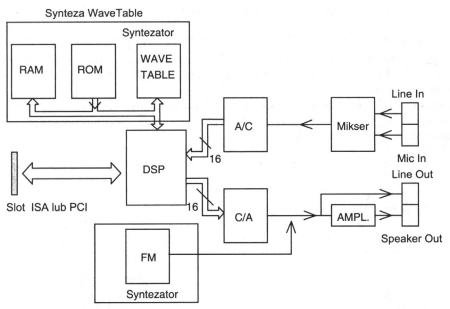 Synteza WaveTable
Syntezator
RAM
ROM
WAVE
TABLE
Line In
A/C
Mikser
16
Mic In
DSP
Line Out
Slot ISA lub PCI
16
C/A
AMPL.
Speaker Out
FM
Syntezator